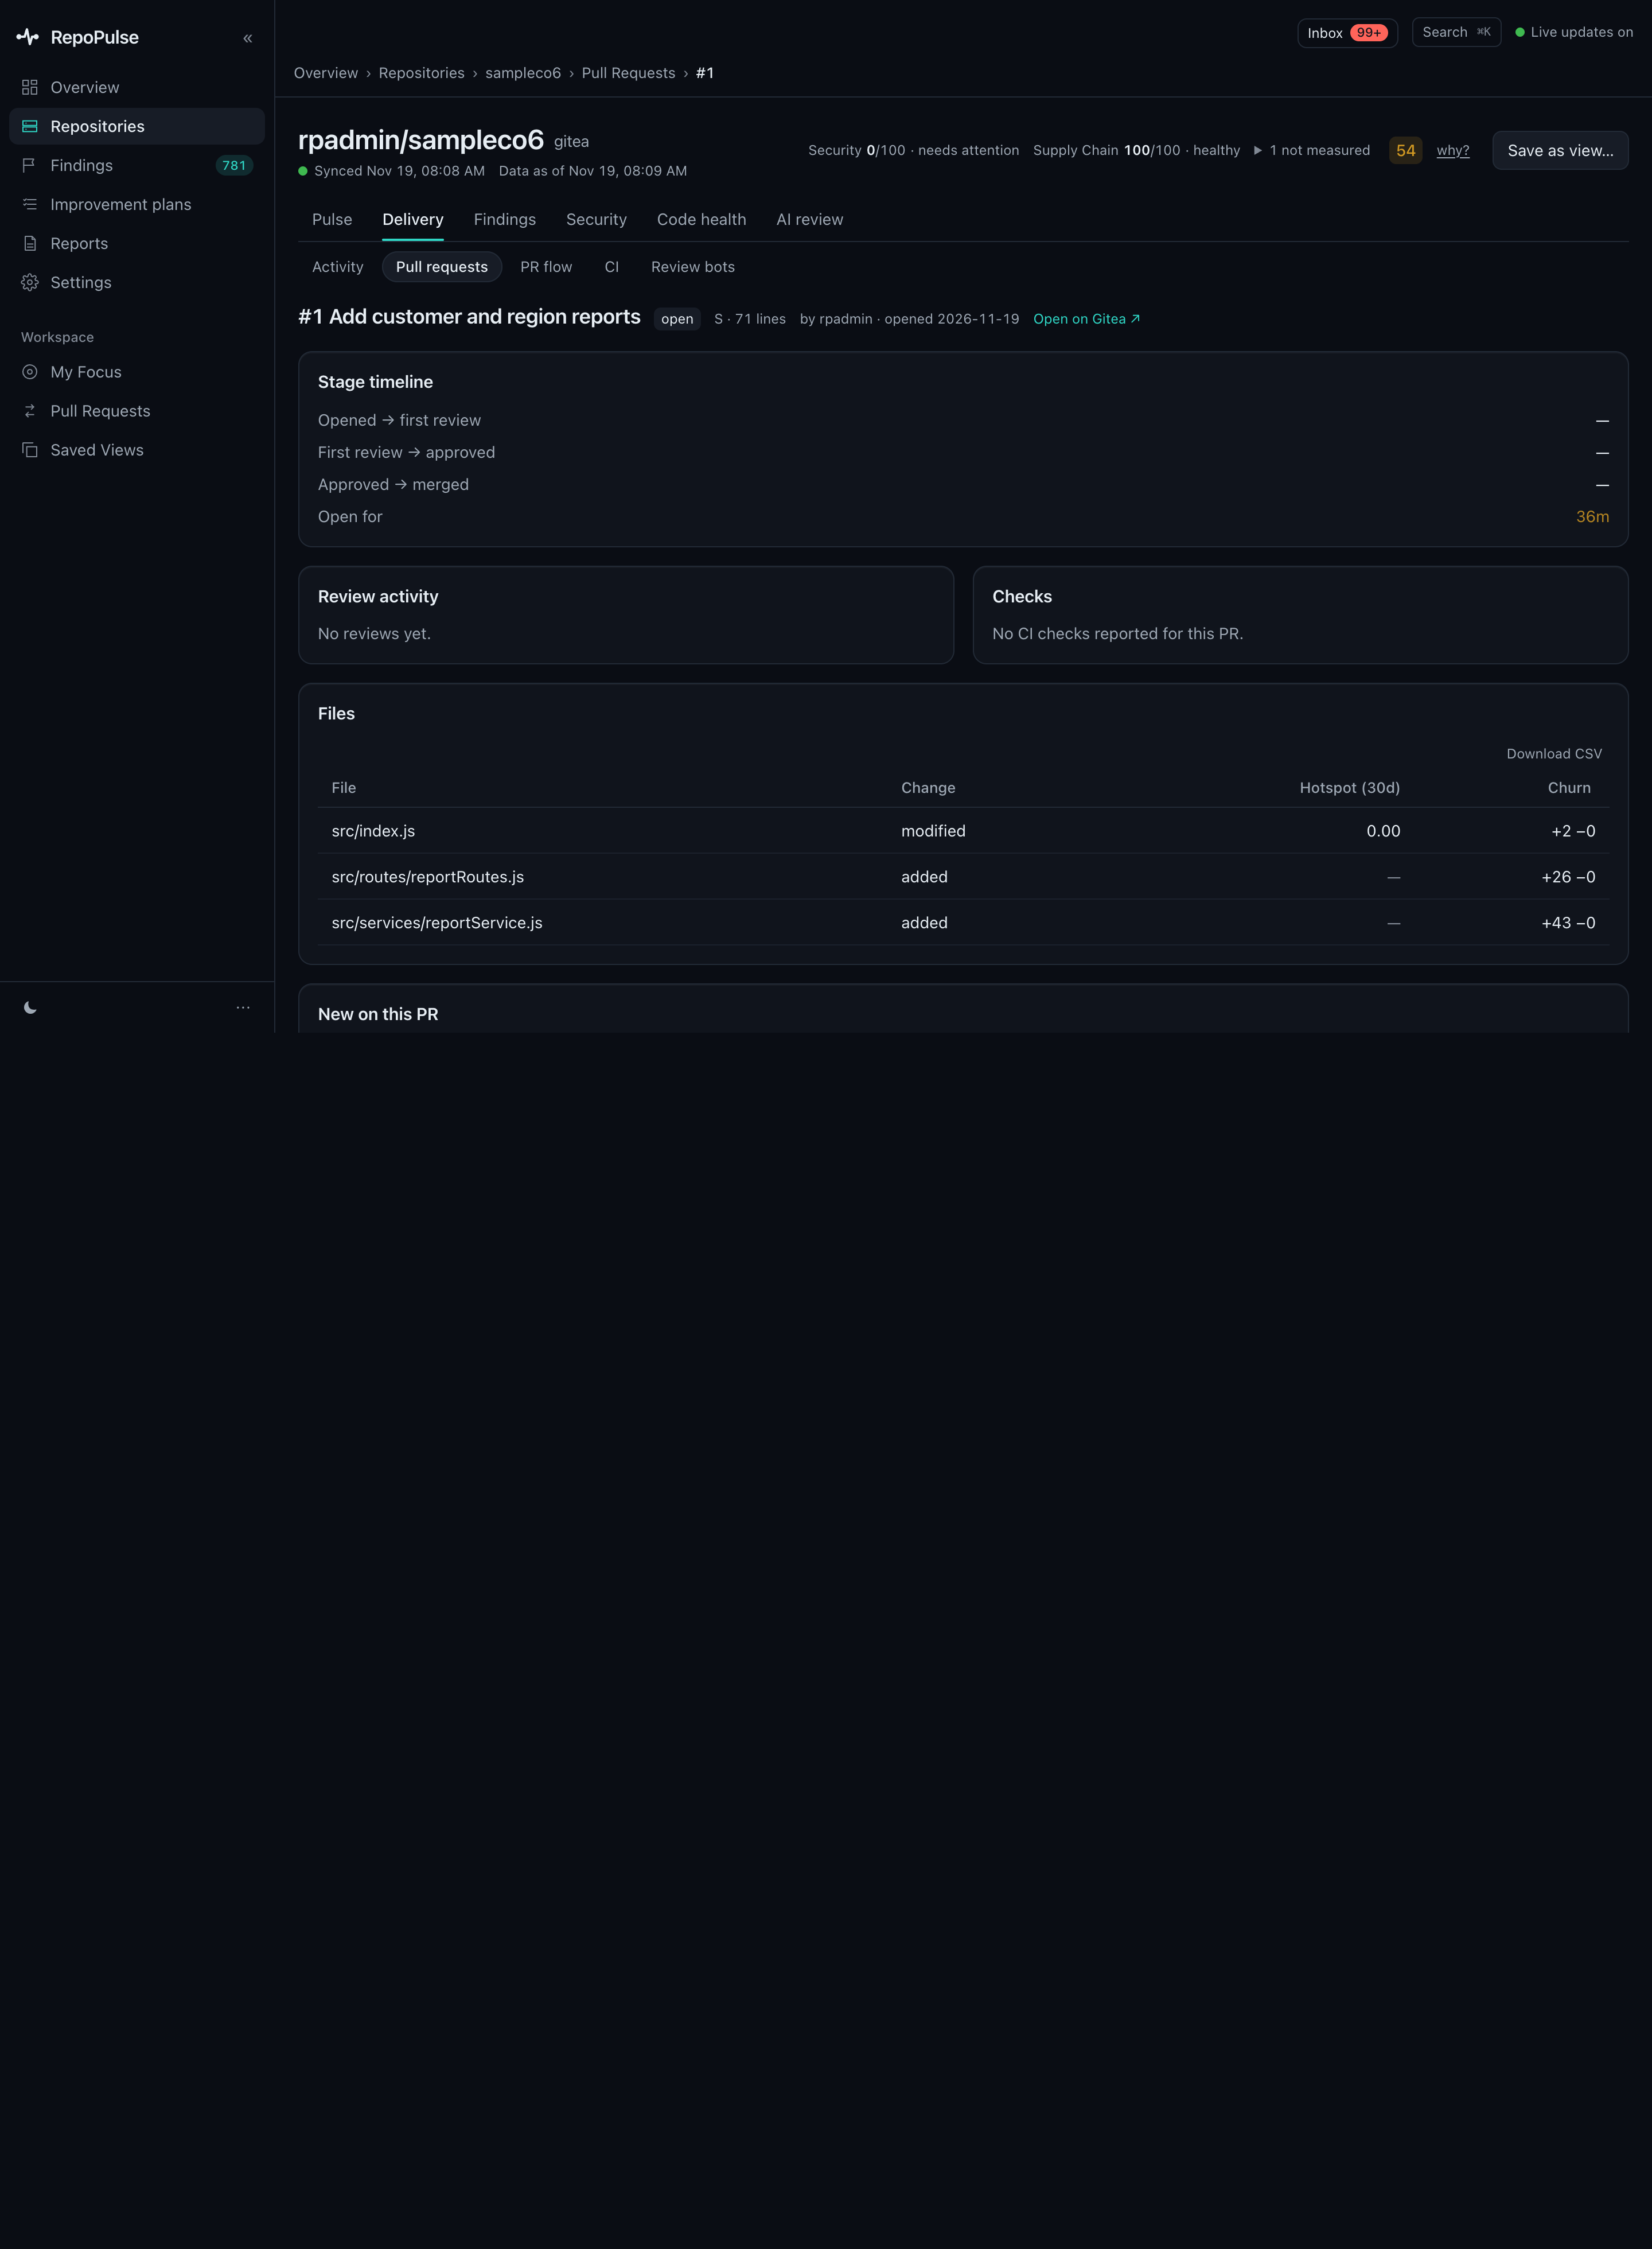 RepoPulse «
Overview
Repositories
Findings 781
Improvement plans
Reports
Settings
Workspace
My Focus
Pull Requests
Saved Views
...
Inbox 99+ Search ⌘K Live updates on
Overview › Repositories › sampleco6 › Pull Requests › #1
rpadmin/sampleco6 gitea
Synced Nov 19, 08:08 AM Data as of Nov 19, 08:09 AM
Security 0/100 · needs attention Supply Chain 100/100 · healthy ▶ 1 not measured 54 why? Save as view...
Pulse Delivery Findings Security Code health AI review
Activity Pull requests PR flow CI Review bots
#1 Add customer and region reports open S · 71 lines by rpadmin · opened 2026-11-19 Open on Gitea ↗
Stage timeline
Opened → first review —
First review → approved —
Approved → merged —
Open for 36m
Review activity
No reviews yet.
Checks
No CI checks reported for this PR.
Files
Download CSV
File Change Hotspot (30d) Churn
src/index.js modified 0.00 +2 −0
src/routes/reportRoutes.js added — +26 −0
src/services/reportService.js added — +43 −0
New on this PR